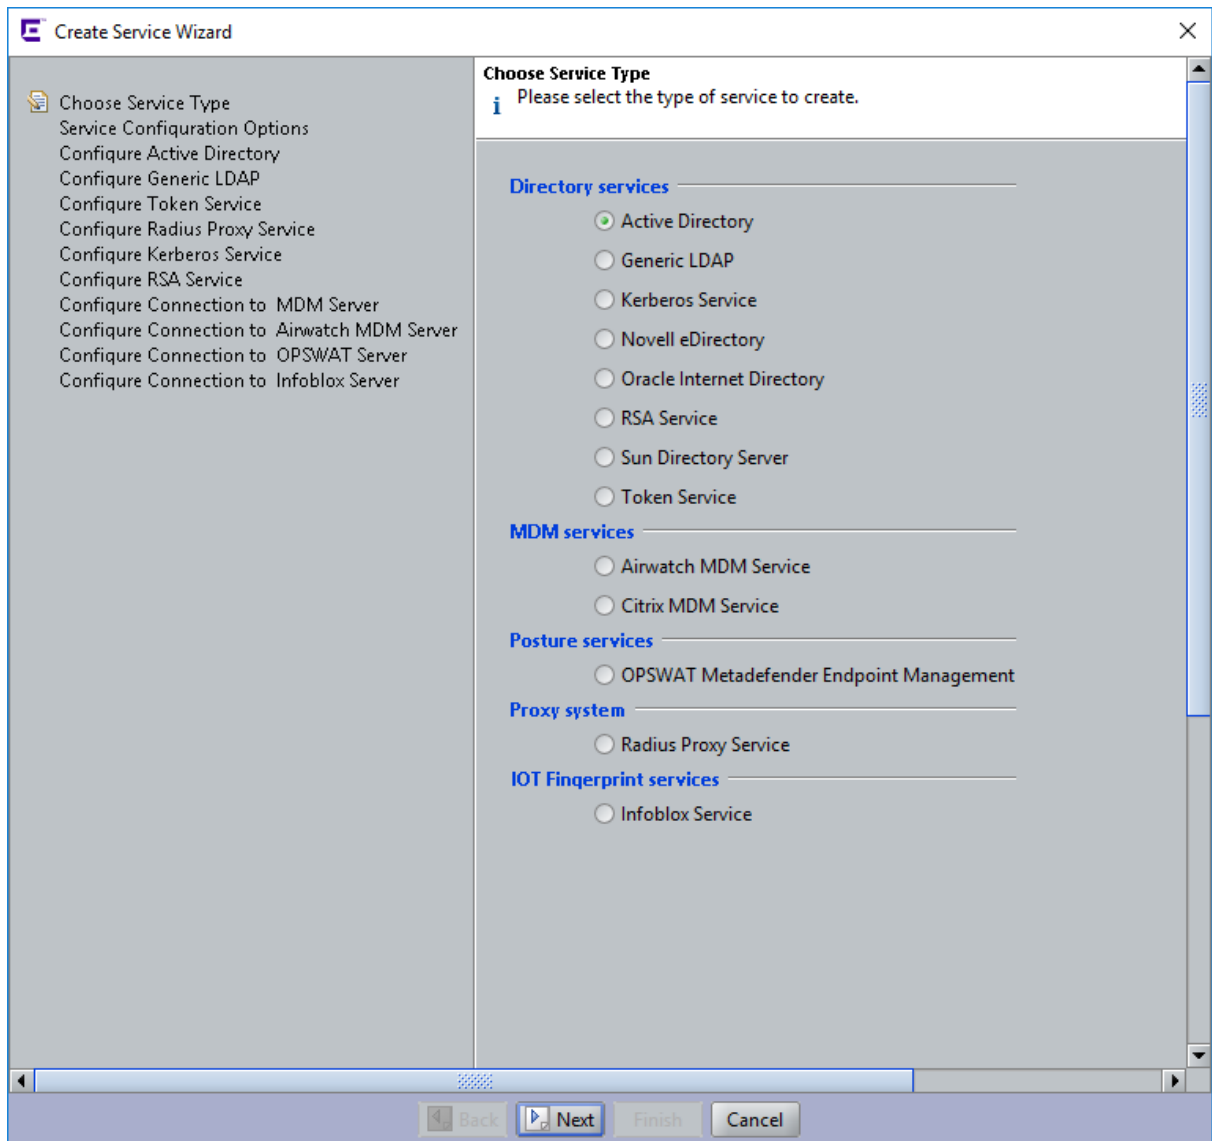 Create Service Wizard
Choose Service Type
Service Configuration Options
Configure Active Directory
Configure Generic LDAP
Configure Token Service
Configure Radius Proxy Service
Configure Kerberos Service
Configure RSA Service
Configure Connection to MDM Server
Configure Connection to Airwatch MDM Server
Configure Connection to OPSWAT Server
Configure Connection to Infoblox Server
Choose Service Type
Please select the type of service to create.
Directory services
Active Directory
Generic LDAP
Kerberos Service
Novell eDirectory
Oracle Internet Directory
RSA Service
Sun Directory Server
Token Service
MDM services
Airwatch MDM Service
Citrix MDM Service
Posture services
OPSWAT Metadefender Endpoint Management
Proxy system
Radius Proxy Service
IOT Fingerprint services
Infoblox Service
Back Next Finish Cancel